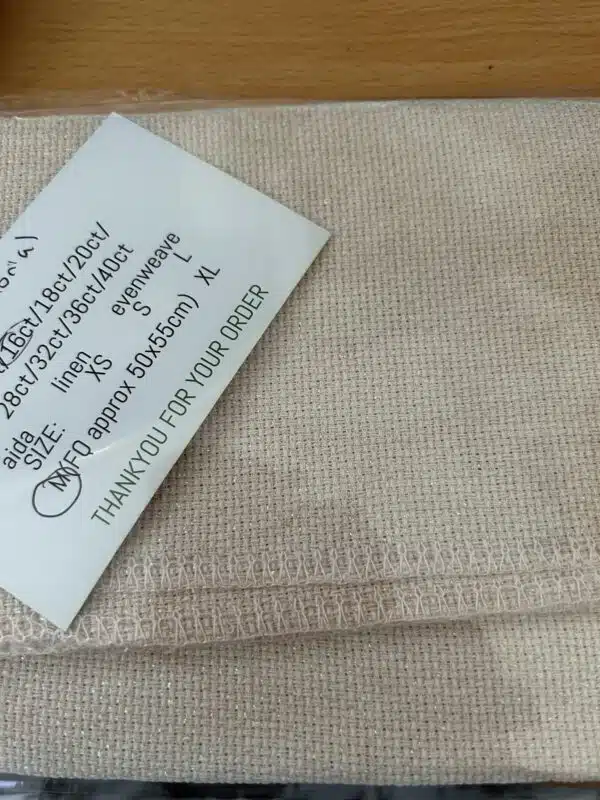 16ct/18ct/20ct/
28ct/32ct/36ct/40ct
aida linen evenweave
SIZE: XS S L
M(FQ approx 50x55cm) XL
THANKYOU FOR YOUR ORDER